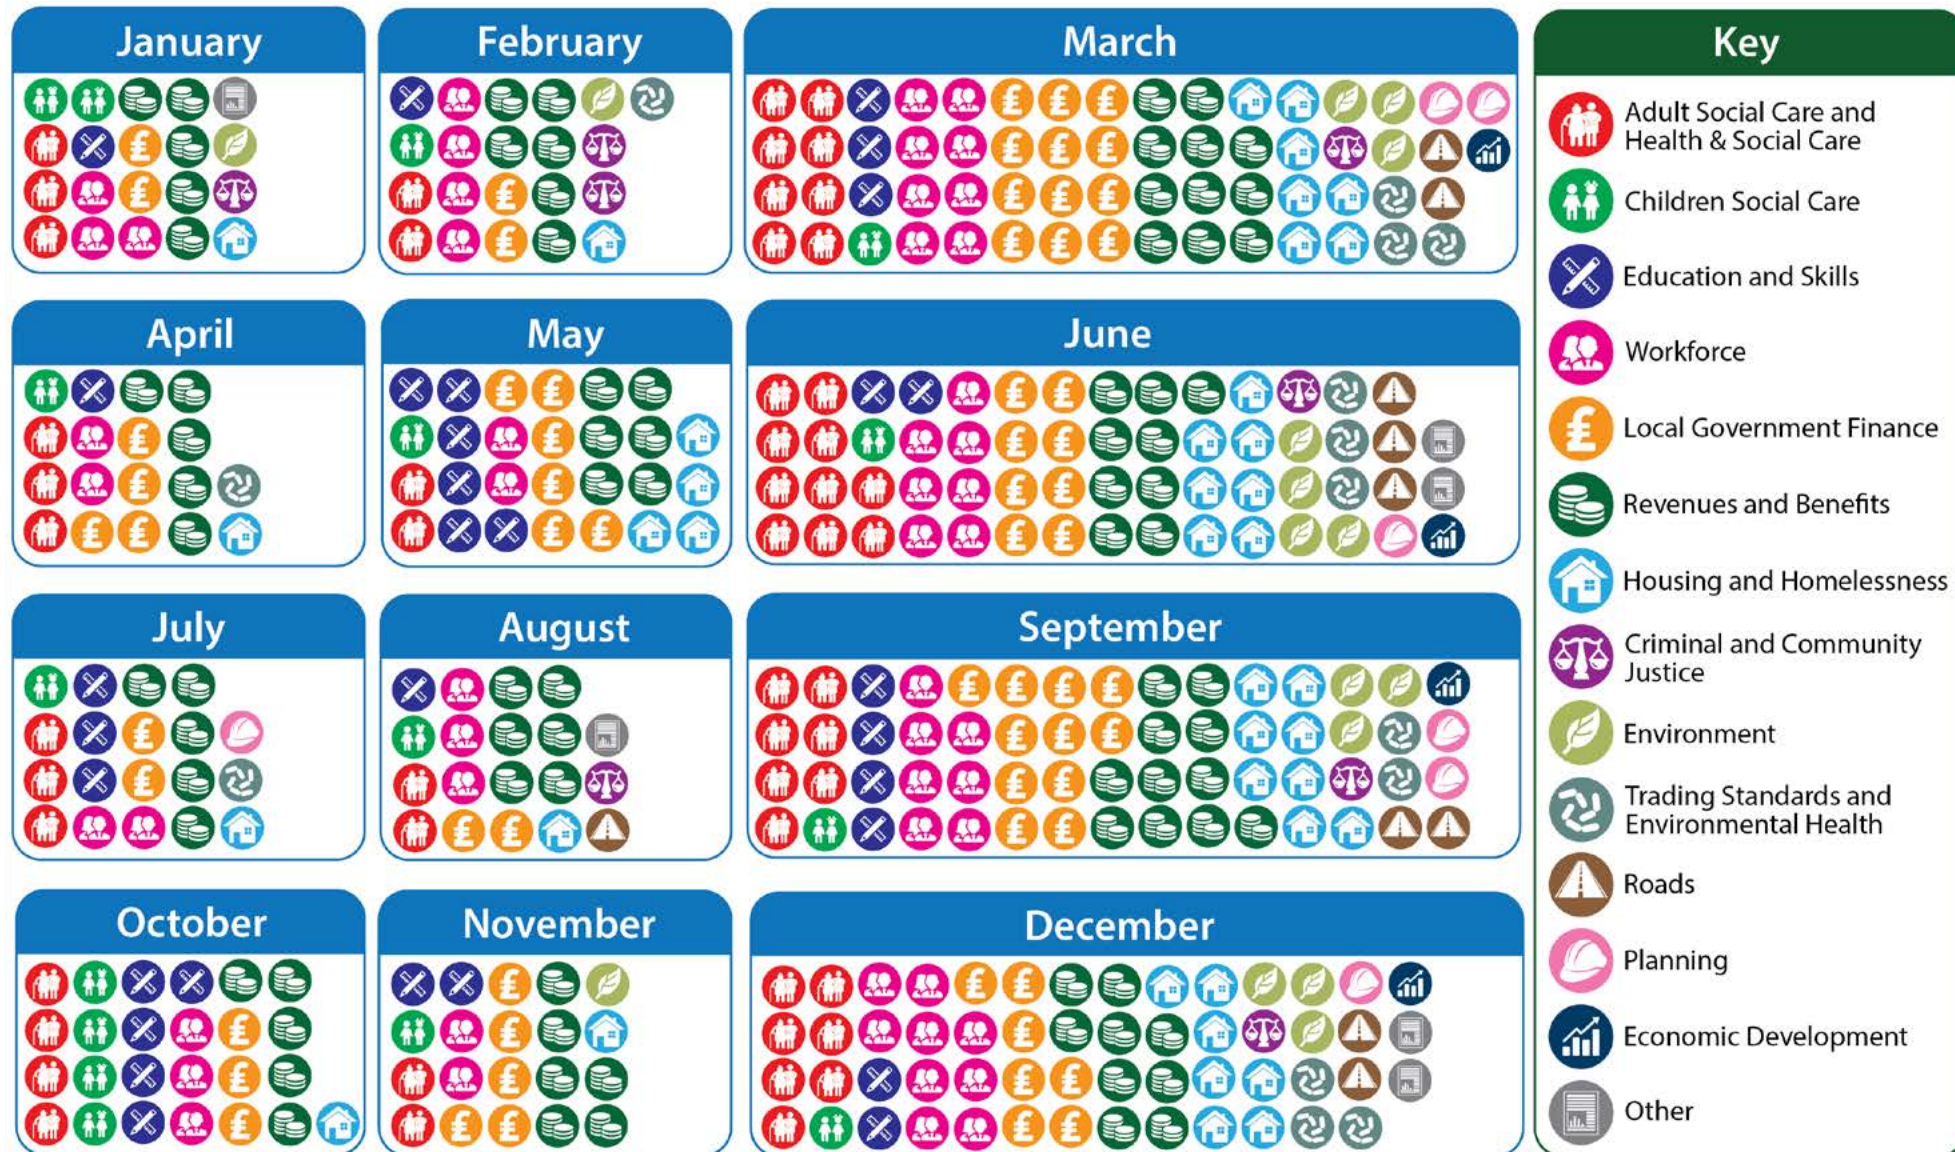 January
February
March
Key
Adult Social Care and
Health & Social Care
Children Social Care
Education and Skills
Workforce
Local Government Finance
Revenues and Benefits
Housing and Homelessness
Criminal and Community
Justice
Environment
Trading Standards and
Environmental Health
Roads
Planning
Economic Development
Other
April
May
June
July
August
September
October
November
December